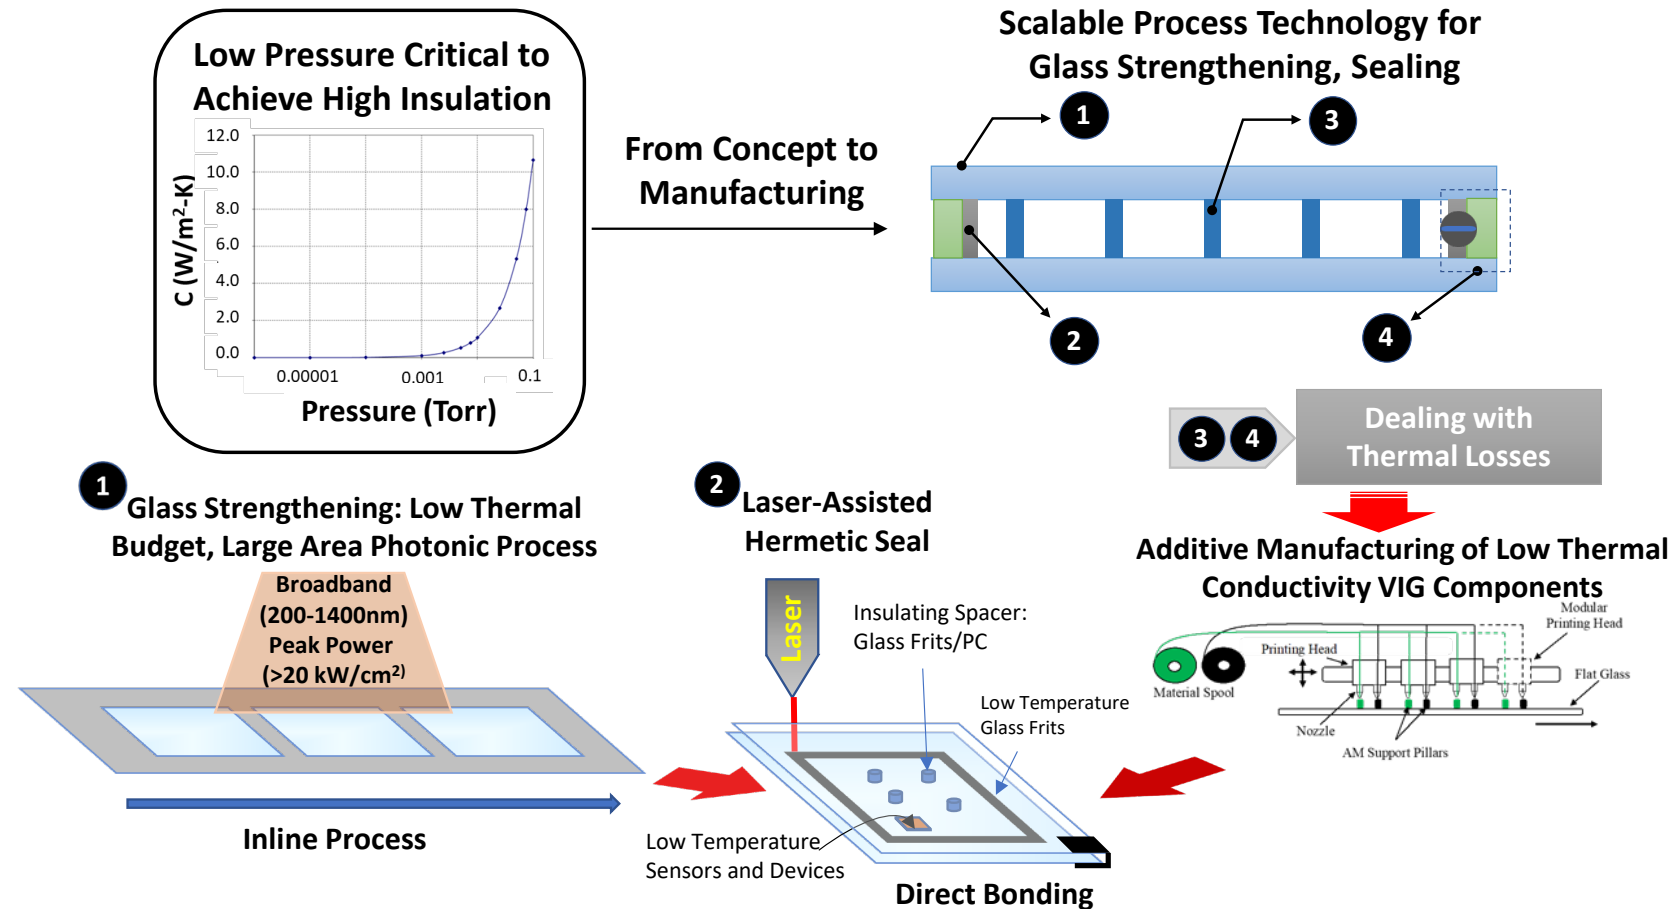 Low Pressure Critical to
Achieve High Insulation
12.0
10.0
8.0
6.0
4.0
2.0
0.0
C (W/m²-K)
0.00001
0.001
0.1
Pressure (Torr)
From Concept to
Manufacturing
Scalable Process Technology for
Glass Strengthening, Sealing
1
3
2
4
3 4
Dealing with
Thermal Losses
1
Glass Strengthening: Low Thermal
Budget, Large Area Photonic Process
Broadband
(200-1400nm)
Peak Power
(>20 kW/cm²)
Inline Process
2
Laser-Assisted
Hermetic Seal
Laser
Insulating Spacer:
Glass Frits/PC
Low Temperature
Glass Frits
Low Temperature
Sensors and Devices
Direct Bonding
Additive Manufacturing of Low Thermal
Conductivity VIG Components
Modular
Printing Head
Printing Head
Material Spool
Flat Glass
Nozzle
AM Support Pillars